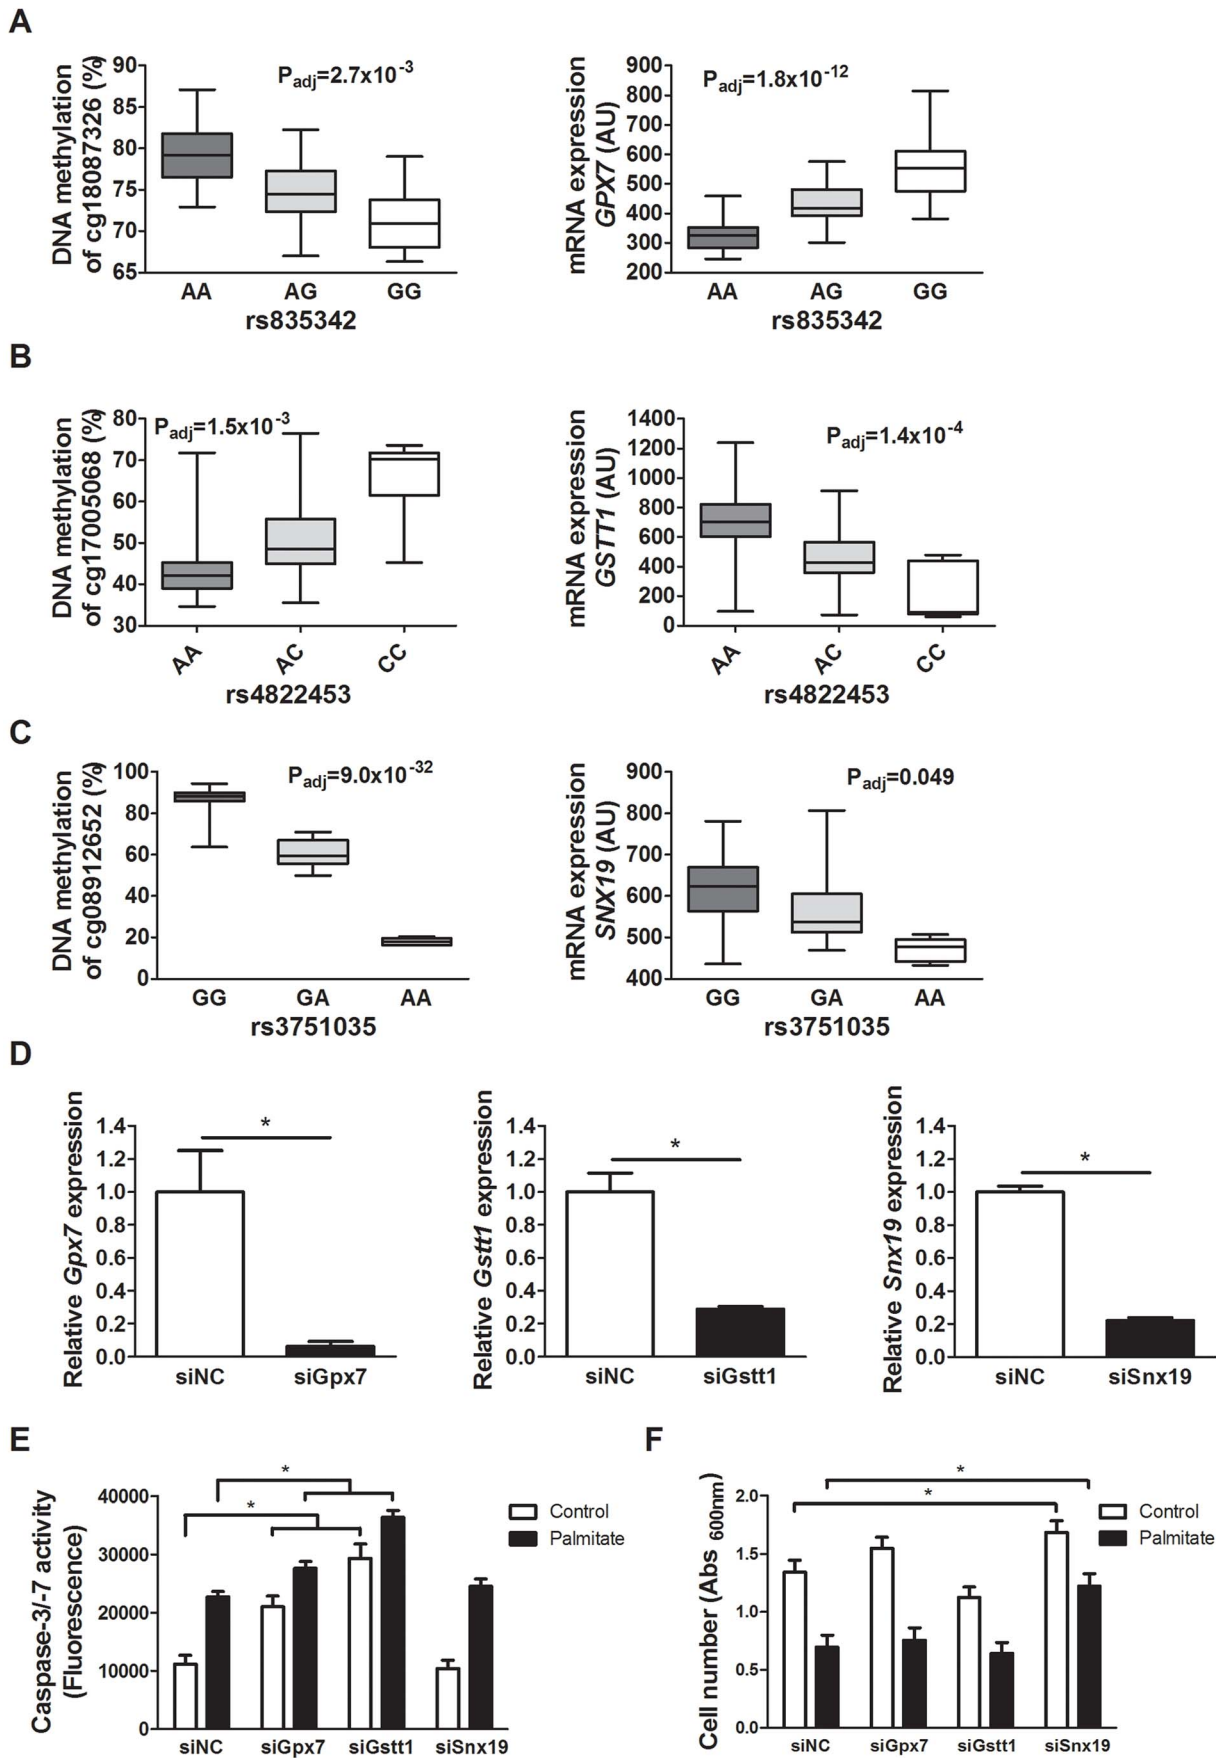 A
DNA methylation of cg18087326 (%)
90
85
80
75
70
65
Padj=2.7x10-3
AA AG GG
rs835342
mRNA expression GPX7 (AU)
900
800
700
600
500
400
300
200
Padj=1.8x10-12
AA AG GG
rs835342
B
DNA methylation of cg17005068 (%)
80
70
60
50
40
30
Padj=1.5x10-3
AA AC CC
rs4822453
mRNA expression GSTT1 (AU)
1400
1200
1000
800
600
400
200
0
Padj=1.4x10-4
AA AC CC
rs4822453
C
DNA methylation of cg08912652 (%)
100
80
60
40
20
0
Padj=9.0x10-32
GG GA AA
rs3751035
mRNA expression SNX19 (AU)
900
800
700
600
500
400
Padj=0.049
GG GA AA
rs3751035
D
Relative Gpx7 expression
1.4
1.2
1.0
0.8
0.6
0.4
0.2
0.0
*
siNC siGpx7
Relative Gstt1 expression
1.4
1.2
1.0
0.8
0.6
0.4
0.2
0.0
*
siNC siGstt1
Relative Snx19 expression
1.4
1.2
1.0
0.8
0.6
0.4
0.2
0.0
*
siNC siSnx19
E
Caspase-3/-7 activity (Fluorescence)
40000
30000
20000
10000
0
*
*
Control
Palmitate
siNC siGpx7 siGstt1 siSnx19
F
Cell number (Abs 600nm)
2.0
1.5
1.0
0.5
0.0
*
*
Control
Palmitate
siNC siGpx7 siGstt1 siSnx19